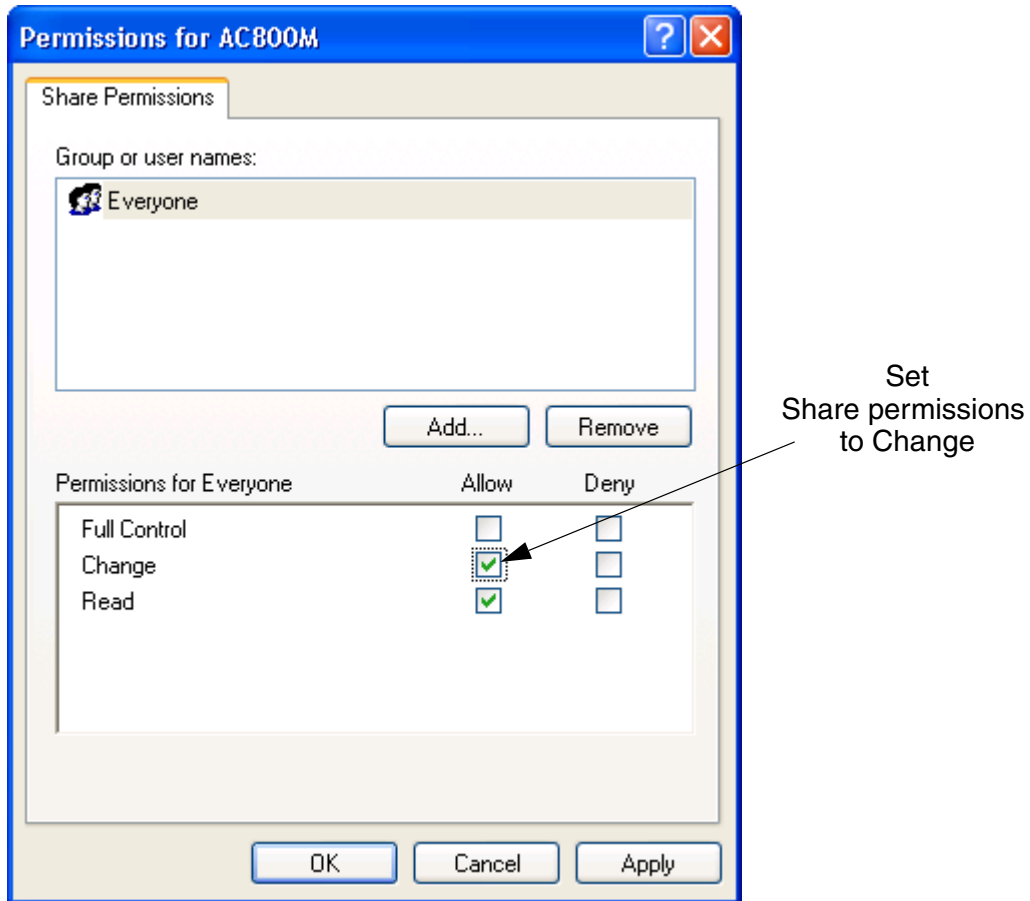 Permissions for AC800M
Share Permissions
Group or user names:
Everyone
Add... Remove
Set
Share permissions
to Change
Permissions for Everyone Allow Deny
Full Control
Change
Read
OK Cancel Apply